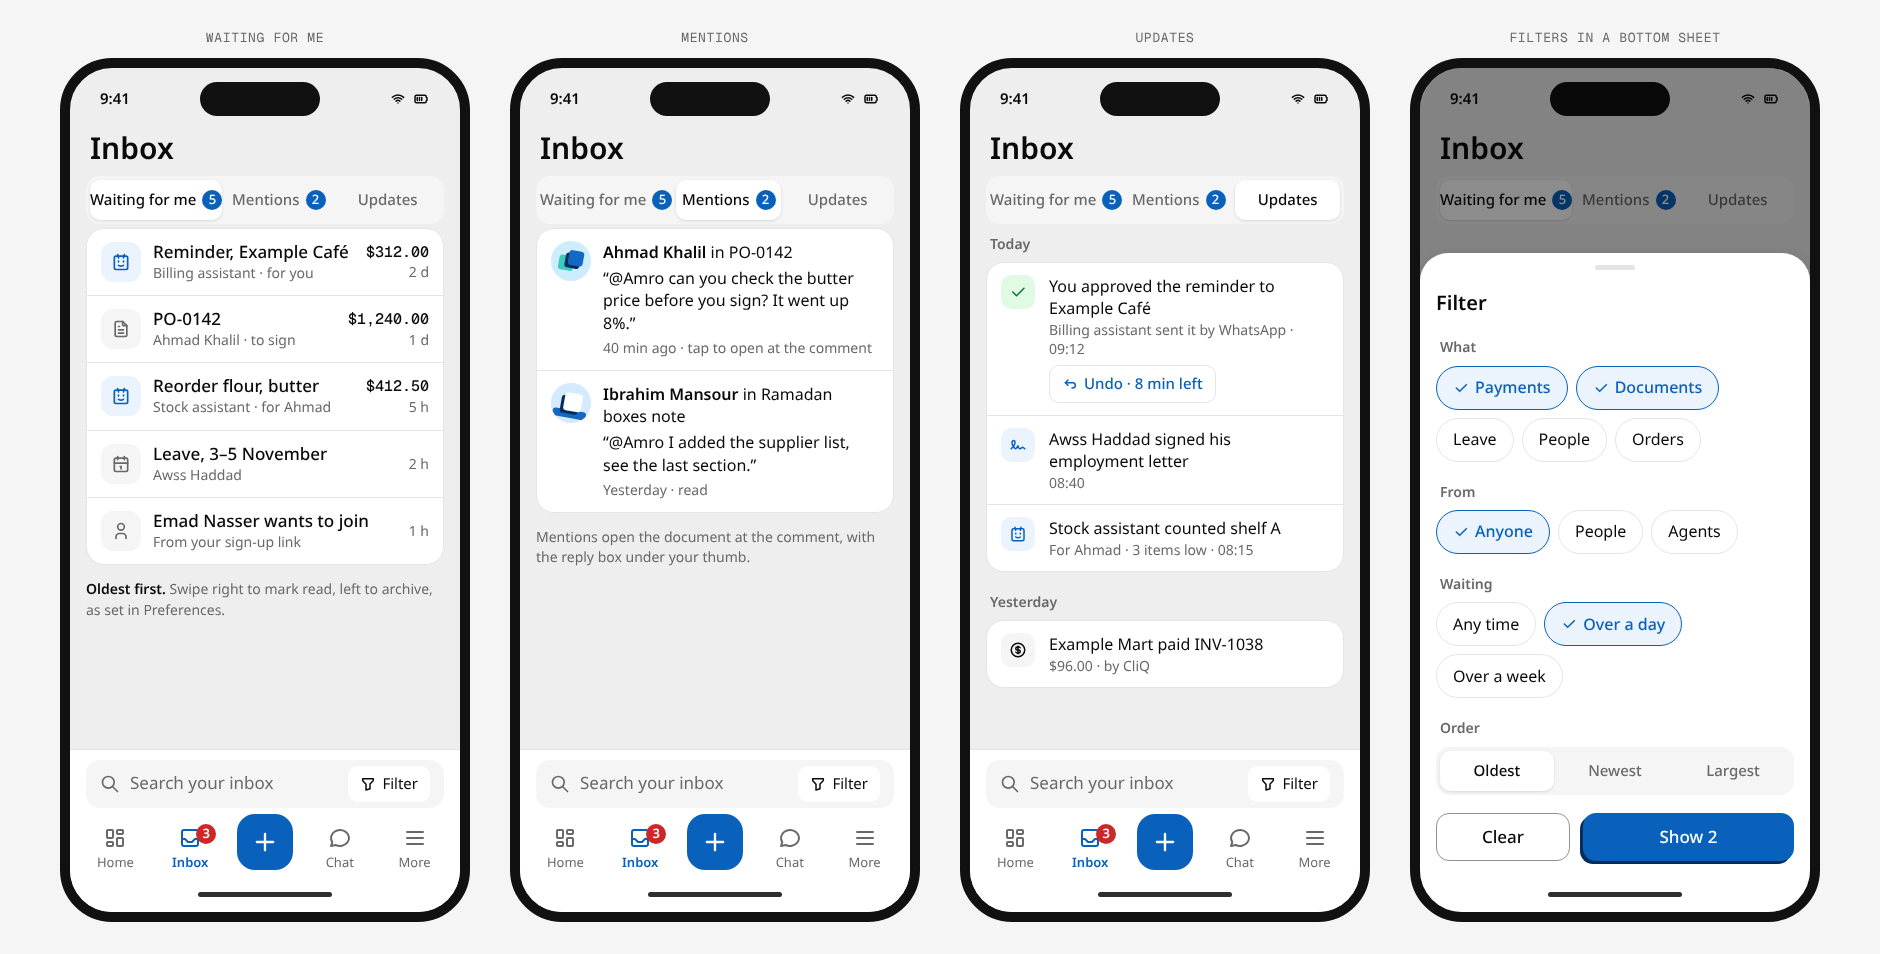 WAITING FOR ME
9:41
Inbox
Waiting for me 5 Mentions 2 Updates
Reminder, Example Café $312.00
Billing assistant · for you 2 d
PO-0142 $1,240.00
Ahmad Khalil · to sign 1 d
Reorder flour, butter $412.50
Stock assistant · for Ahmad 5 h
Leave, 3–5 November
Awss Haddad 2 h
Emad Nasser wants to join
From your sign-up link 1 h
Oldest first. Swipe right to mark read, left to archive,
as set in Preferences.
Search your inbox Filter
3
Home Inbox Chat More
MENTIONS
9:41
Inbox
Waiting for me 5 Mentions 2 Updates
Ahmad Khalil in PO-0142
“@Amro can you check the butter
price before you sign? It went up
8%.”
40 min ago · tap to open at the comment
Ibrahim Mansour in Ramadan
boxes note
“@Amro I added the supplier list,
see the last section.”
Yesterday · read
Mentions open the document at the comment, with
the reply box under your thumb.
Search your inbox Filter
3
Home Inbox Chat More
UPDATES
9:41
Inbox
Waiting for me 5 Mentions 2 Updates
Today
You approved the reminder to
Example Café
Billing assistant sent it by WhatsApp ·
09:12
Undo · 8 min left
Awss Haddad signed his
employment letter
08:40
Stock assistant counted shelf A
For Ahmad · 3 items low · 08:15
Yesterday
Example Mart paid INV-1038
$96.00 · by CliQ
Search your inbox Filter
3
Home Inbox Chat More
FILTERS IN A BOTTOM SHEET
9:41
Inbox
Waiting for me 5 Mentions 2 Updates
Filter
What
Payments Documents
Leave People Orders
From
Anyone People Agents
Waiting
Any time Over a day
Over a week
Order
Oldest Newest Largest
Clear Show 2